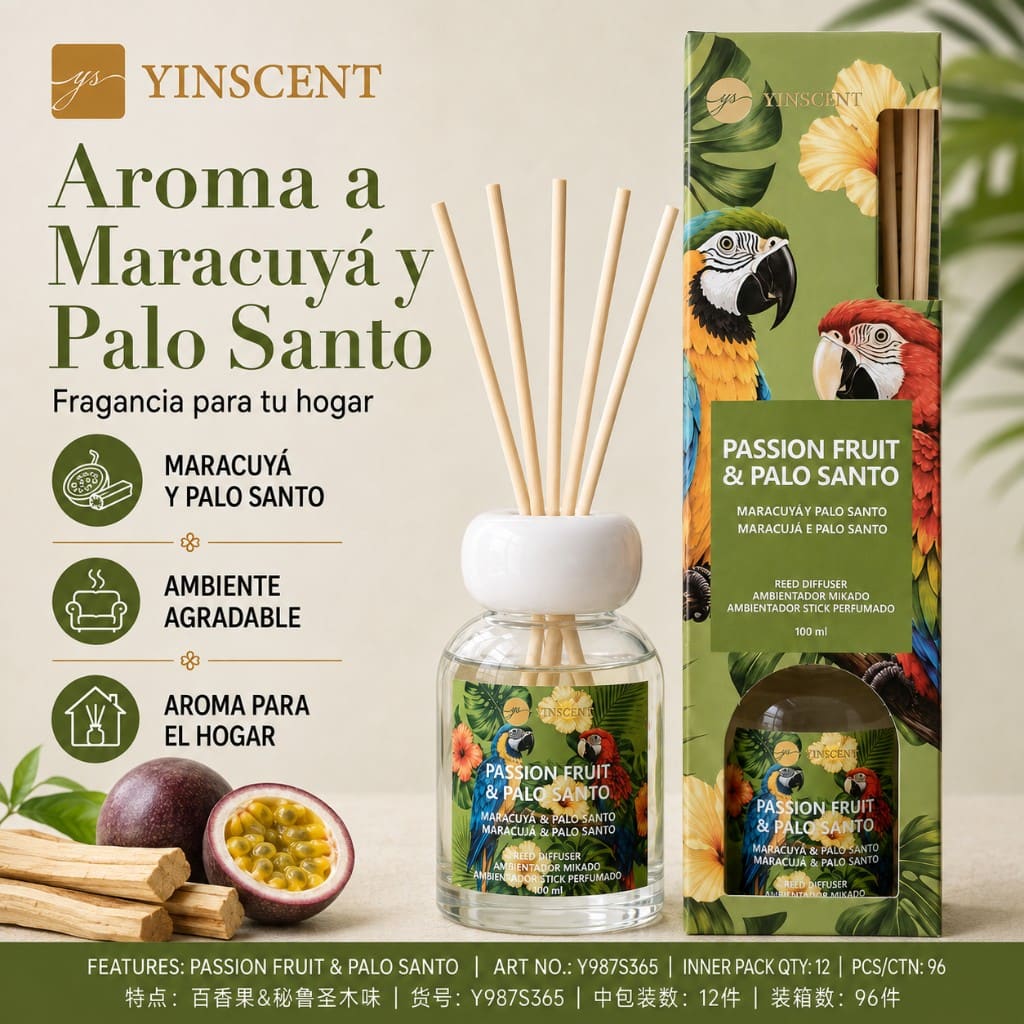 ys YINSCENT
Aroma a
Maracuyá y
Palo Santo
Fragancia para tu hogar
MARACUYÁ
Y PALO SANTO
AMBIENTE
AGRADABLE
AROMA PARA
EL HOGAR
ys YINSCENT
PASSION FRUIT
& PALO SANTO
MARACUYÁ & PALO SANTO
MARACUJÁ & PALO SANTO
REED DIFFUSER
AMBIENTADOR MIKADO
AMBIENTADOR STICK PERFUMADO
100 ml
ys YINSCENT
PASSION FRUIT
& PALO SANTO
MARACUYÁ Y PALO SANTO
MARACUJÁ E PALO SANTO
REED DIFFUSER
AMBIENTADOR MIKADO
AMBIENTADOR STICK PERFUMADO
100 ml
ys YINSCENT
PASSION FRUIT
& PALO SANTO
MARACUYÁ & PALO SANTO
MARACUJÁ & PALO SANTO
REED DIFFUSER
AMBIENTADOR MIKADO
FEATURES: PASSION FRUIT & PALO SANTO | ART NO.: Y987S365 | INNER PACK QTY: 12 | PCS/CTN: 96
特点：百香果&秘鲁圣木味 | 货号：Y987S365 | 中包装数：12件 | 装箱数：96件